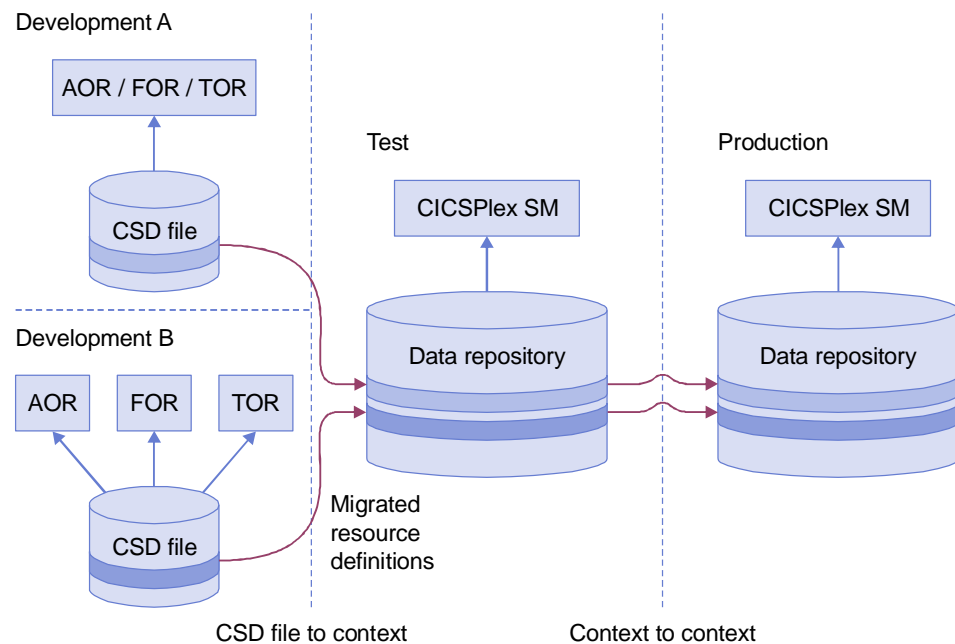 Development A
AOR / FOR / TOR
CSD file
Development B
AOR
FOR
TOR
CSD file
Test
CICSPlex SM
Data repository
Migrated
resource
definitions
Production
CICSPlex SM
Data repository
CSD file to context
Context to context